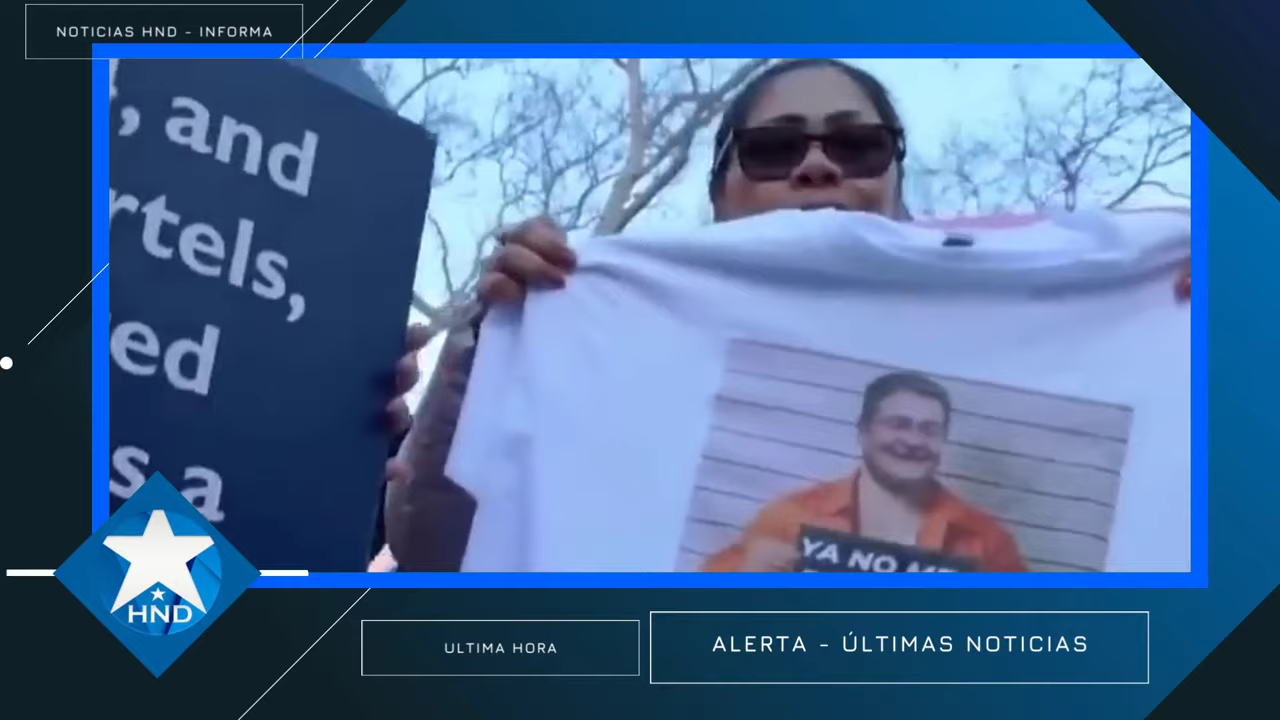 NOTICIAS HND - INFORMA
, and
rtels,
ed
s a
YA NO ME
HND
ULTIMA HORA
ALERTA - ÚLTIMAS NOTICIAS